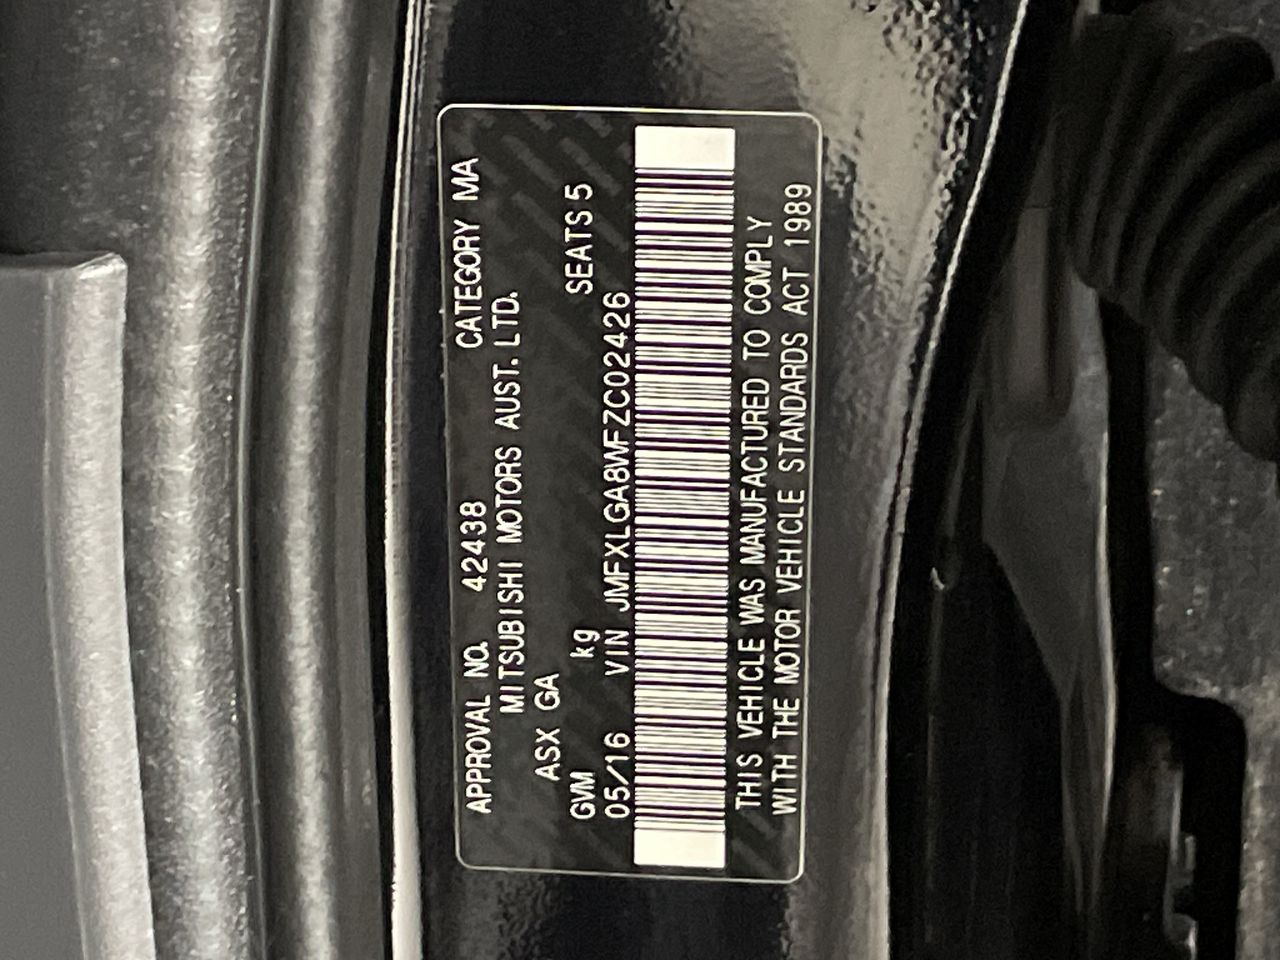 APPROVAL NO. 42438 CATEGORY MA
MITSUBISHI MOTORS AUST. LTD.
ASX GA
GVM kg SEATS 5
05/16 VIN JMFXLGA8WFZC02426
THIS VEHICLE WAS MANUFACTURED TO COMPLY
WITH THE MOTOR VEHICLE STANDARDS ACT 1989